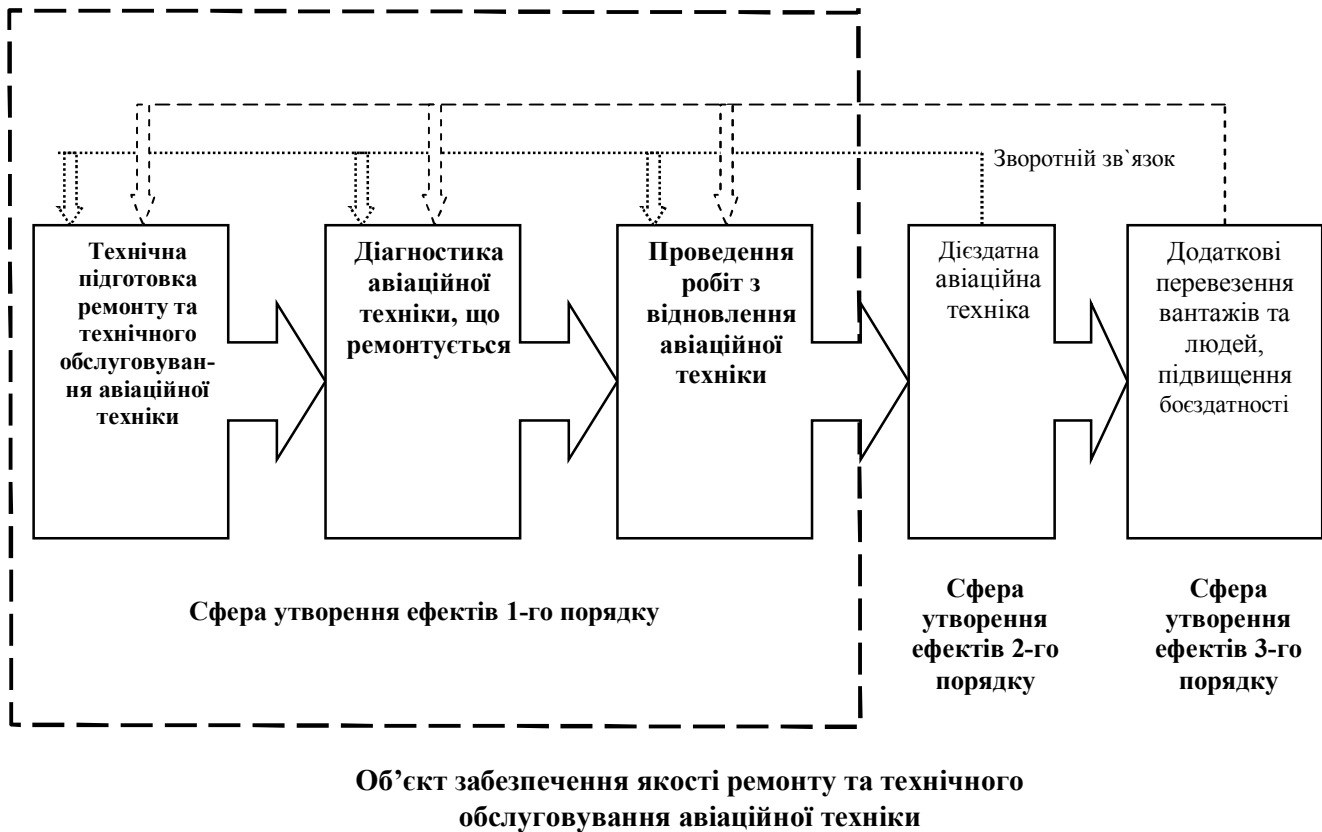 Зворотній зв`язок
Технічна
підготовка
ремонту та
технічного
обслуговуван-
ня авіаційної
техніки
Діагностика
авіаційної
техніки, що
ремонтується
Проведення
робіт з
відновлення
авіаційної
техніки
Дієздатна
авіаційна
техніка
Додаткові
перевезення
вантажів та
людей,
підвищення
боєздатності
Сфера утворення ефектів 1-го порядку
Сфера
утворення
ефектів 2-го
порядку
Сфера
утворення
ефектів 3-го
порядку
Об’єкт забезпечення якості ремонту та технічного
обслуговування авіаційної техніки